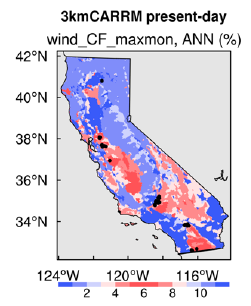 3kmCARRM present-day
wind_CF_maxmon, ANN (%)
42°N
40°N
38°N
36°N
34°N
124°W 120°W 116°W
2 4 6 8 10